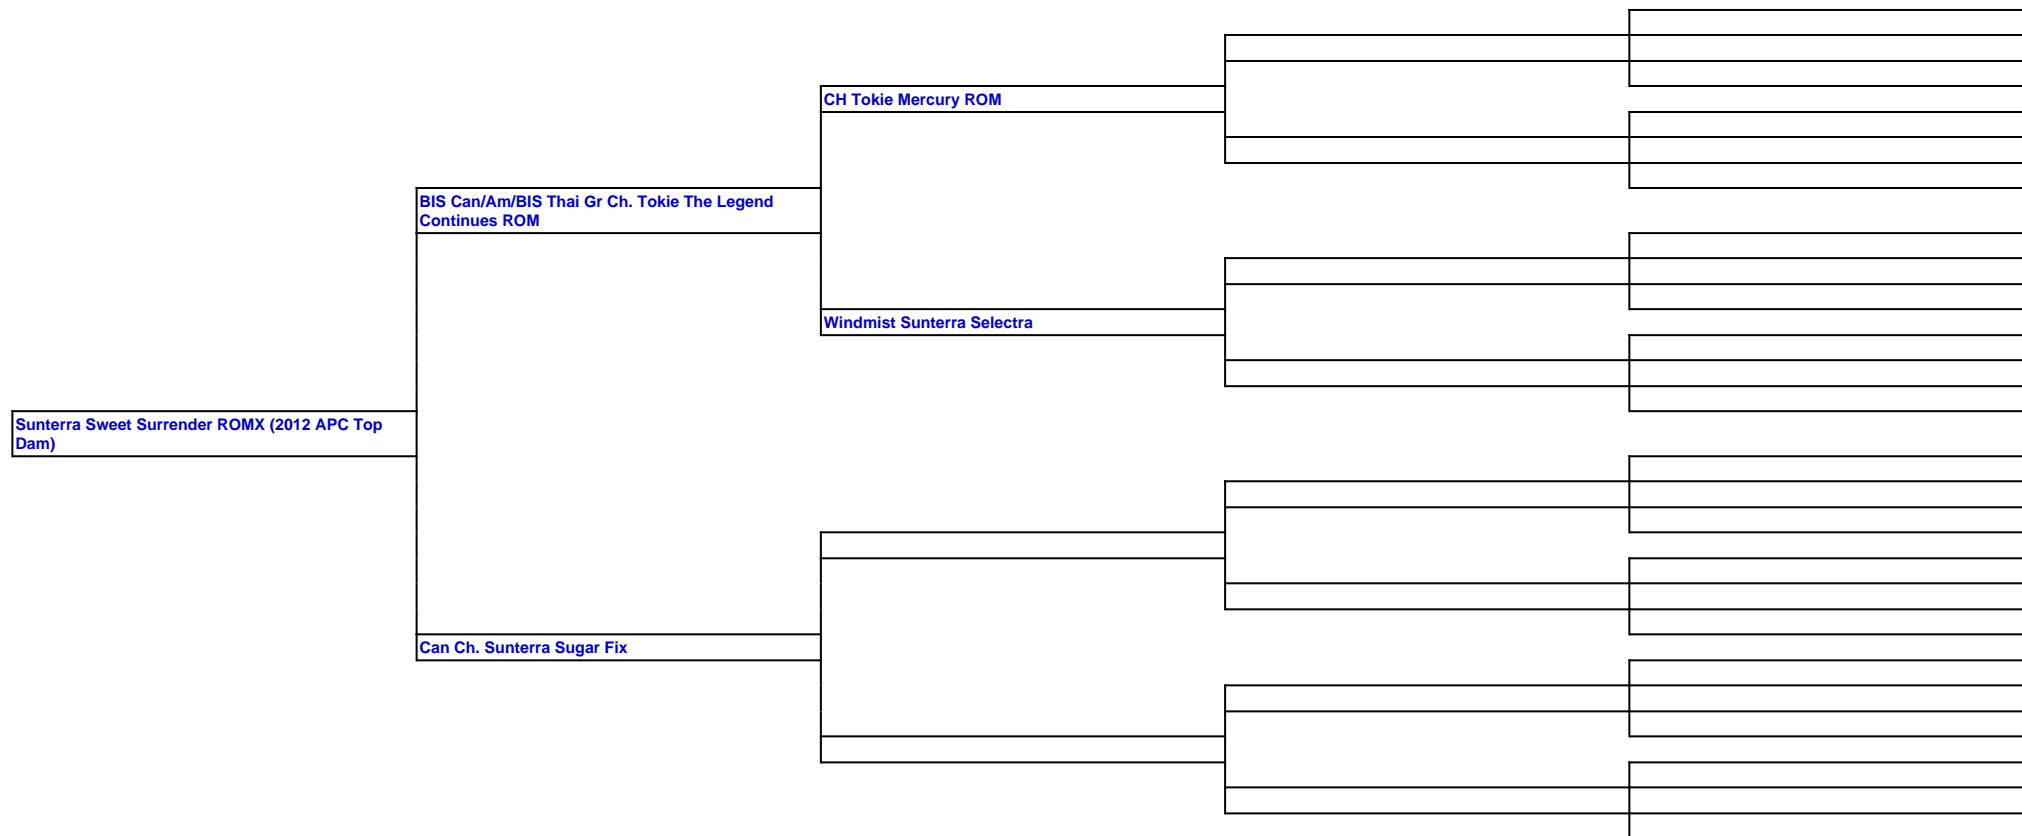 CH Tokie Mercury ROM
BIS Can/Am/BIS Thai Gr Ch. Tokie The Legend
Continues ROM
Windmist Sunterra Selectra
Sunterra Sweet Surrender ROMX (2012 APC Top
Dam)
Can Ch. Sunterra Sugar Fix